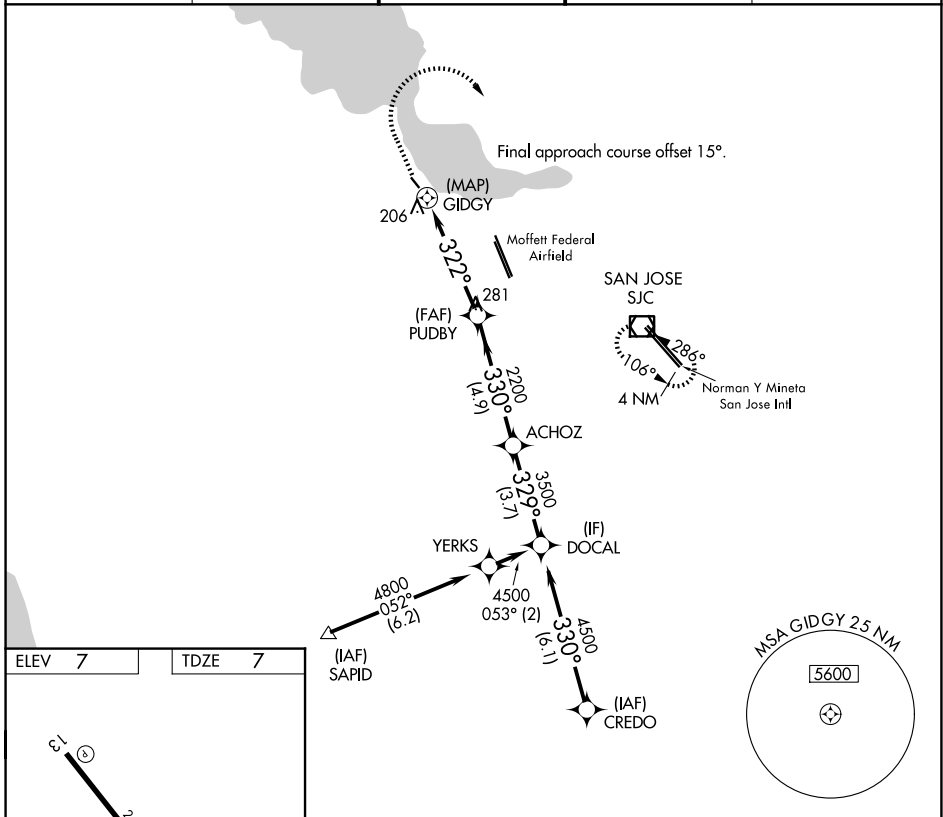 Final approach course offset 15°.
(MAP)
GIDGY
206
322°
Moffett Federal
Airfield
281
(FAF)
PUDBY
SAN JOSE
SJC
286°
106°
4 NM
Norman Y Mineta
San Jose Intl
2200
330°
(4.9)
ACHOZ
3500
329°
(3.7)
(IF)
DOCAL
YERKS
4800
052°
(6.2)
4500
053° (2)
4500
330°
(6.1)
(IAF)
SAPID
(IAF)
CREDO
MSA GIDGY 25 NM
5600
ELEV 7
TDZE 7
13
P